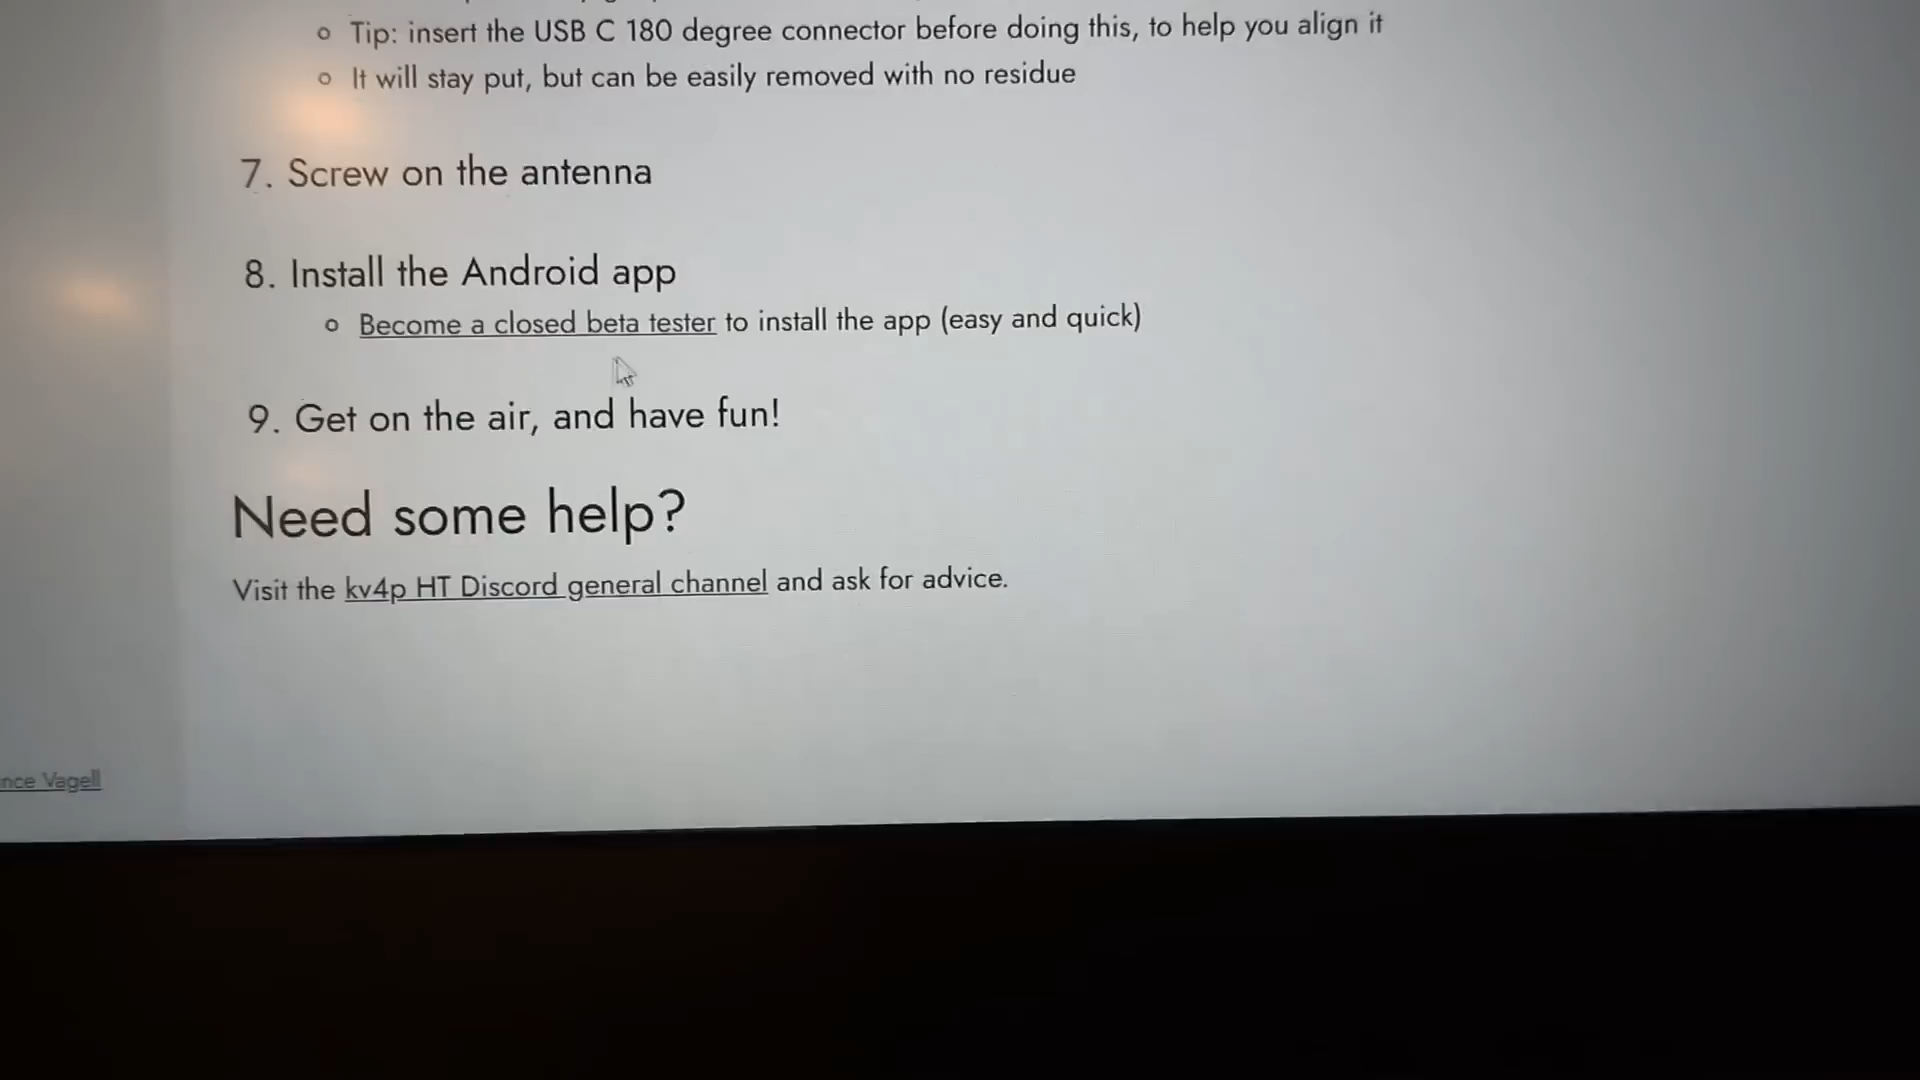 Tip: insert the USB C 180 degree connector before doing this, to help you align it
It will stay put, but can be easily removed with no residue
7. Screw on the antenna
8. Install the Android app
Become a closed beta tester to install the app (easy and quick)
9. Get on the air, and have fun!
Need some help?
Visit the kv4p HT Discord general channel and ask for advice.
nce Vagell